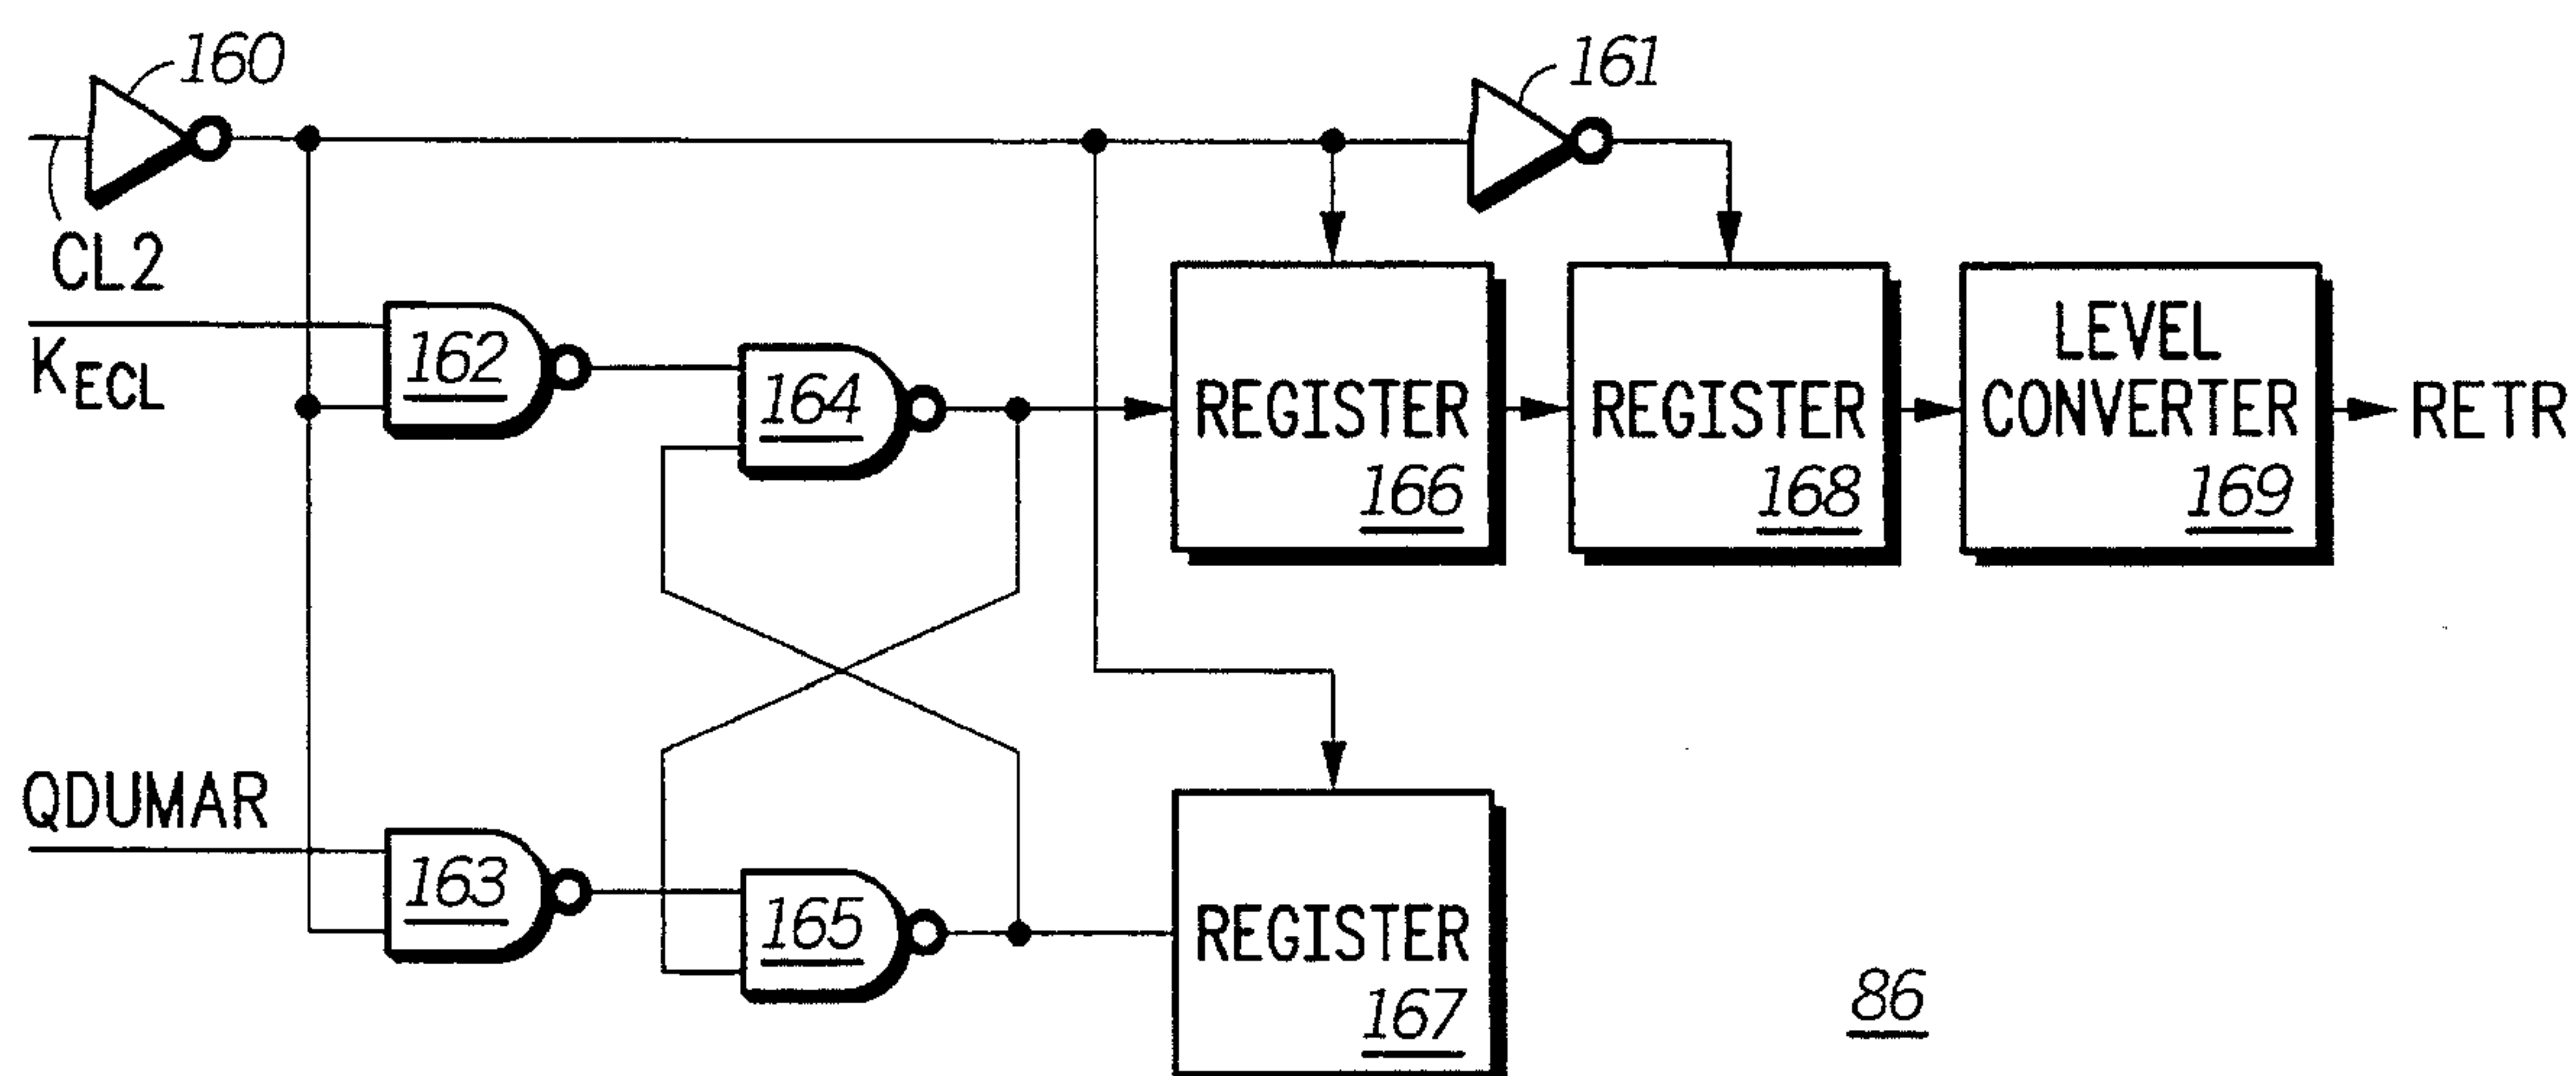 160
161
CL2
KECL
162
164
REGISTER
166
REGISTER
168
LEVEL
CONVERTER
169
RETR
QDUMAR
163
165
REGISTER
167
86